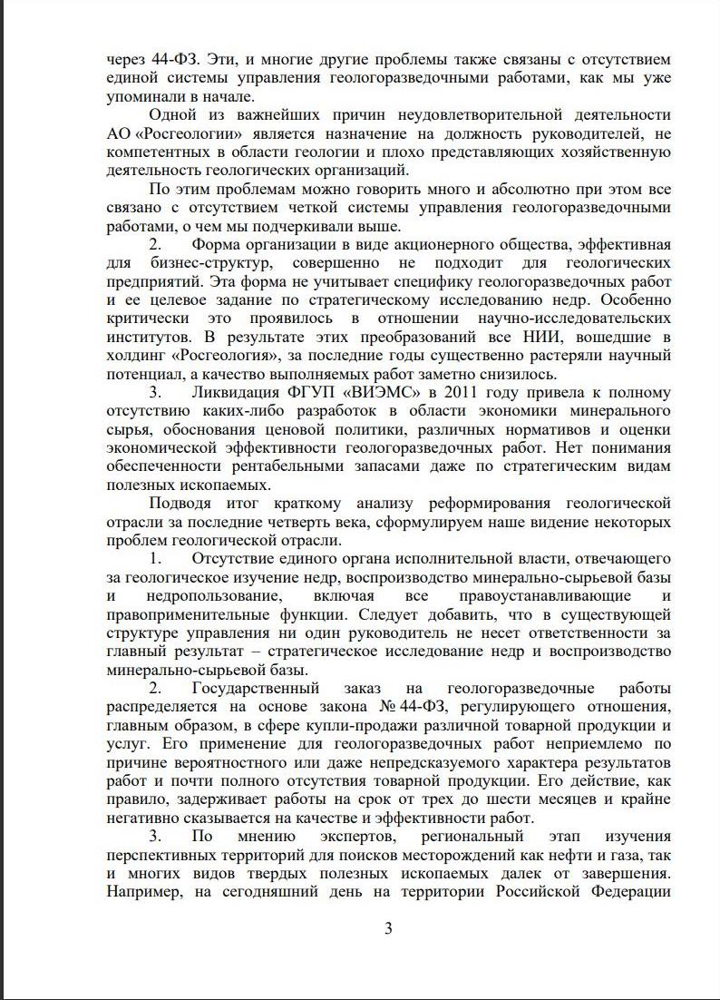 через 44-ФЗ. Эти, и многие другие проблемы также связаны с отсутствием
единой системы управления геологоразведочными работами, как мы уже
упоминали в начале.
Одной из важнейших причин неудовлетворительной деятельности
АО «Росгеологии» является назначение на должность руководителей, не
компетентных в области геологии и плохо представляющих хозяйственную
деятельность геологических организаций.
По этим проблемам можно говорить много и абсолютно при этом все
связано с отсутствием четкой системы управления геологоразведочными
работами, о чем мы подчеркивали выше.
2. Форма организации в виде акционерного общества, эффективная
для бизнес-структур, совершенно не подходит для геологических
предприятий. Эта форма не учитывает специфику геологоразведочных работ
и ее целевое задание по стратегическому исследованию недр. Особенно
критически это проявилось в отношении научно-исследовательских
институтов. В результате этих преобразований все НИИ, вошедшие в
холдинг «Росгеология», за последние годы существенно растеряли научный
потенциал, а качество выполняемых работ заметно снизилось.
3. Ликвидация ФГУП «ВИЭМС» в 2011 году привела к полному
отсутствию каких-либо разработок в области экономики минерального
сырья, обоснования ценовой политики, различных нормативов и оценки
экономической эффективности геологоразведочных работ. Нет понимания
обеспеченности рентабельными запасами даже по стратегическим видам
полезных ископаемых.
Подводя итог краткому анализу реформирования геологической
отрасли за последние четверть века, сформулируем наше видение некоторых
проблем геологической отрасли.
1. Отсутствие единого органа исполнительной власти, отвечающего
за геологическое изучение недр, воспроизводство минерально-сырьевой базы
и недропользование, включая все правоустанавливающие и
правоприменительные функции. Следует добавить, что в существующей
структуре управления ни один руководитель не несет ответственности за
главный результат – стратегическое исследование недр и воспроизводство
минерально-сырьевой базы.
2. Государственный заказ на геологоразведочные работы
распределяется на основе закона № 44-ФЗ, регулирующего отношения,
главным образом, в сфере купли-продажи различной товарной продукции и
услуг. Его применение для геологоразведочных работ неприемлемо по
причине вероятностного или даже непредсказуемого характера результатов
работ и почти полного отсутствия товарной продукции. Его действие, как
правило, задерживает работы на срок от трех до шести месяцев и крайне
негативно сказывается на качестве и эффективности работ.
3. По мнению экспертов, региональный этап изучения
перспективных территорий для поисков месторождений как нефти и газа, так
и многих видов твердых полезных ископаемых далек от завершения.
Например, на сегодняшний день на территории Российской Федерации
3